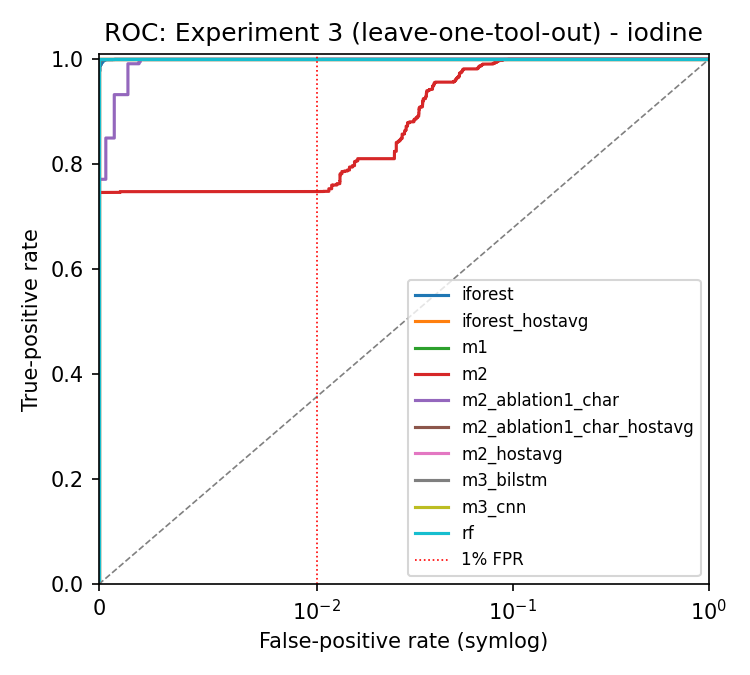 ROC: Experiment 3 (leave-one-tool-out) - iodine
True-positive rate
1.0
0.8
0.6
0.4
0.2
0.0
iforest
iforest_hostavg
m1
m2
m2_ablation1_char
m2_ablation1_char_hostavg
m2_hostavg
m3_bilstm
m3_cnn
rf
1% FPR
0 10⁻² 10⁻¹ 10⁰
False-positive rate (symlog)